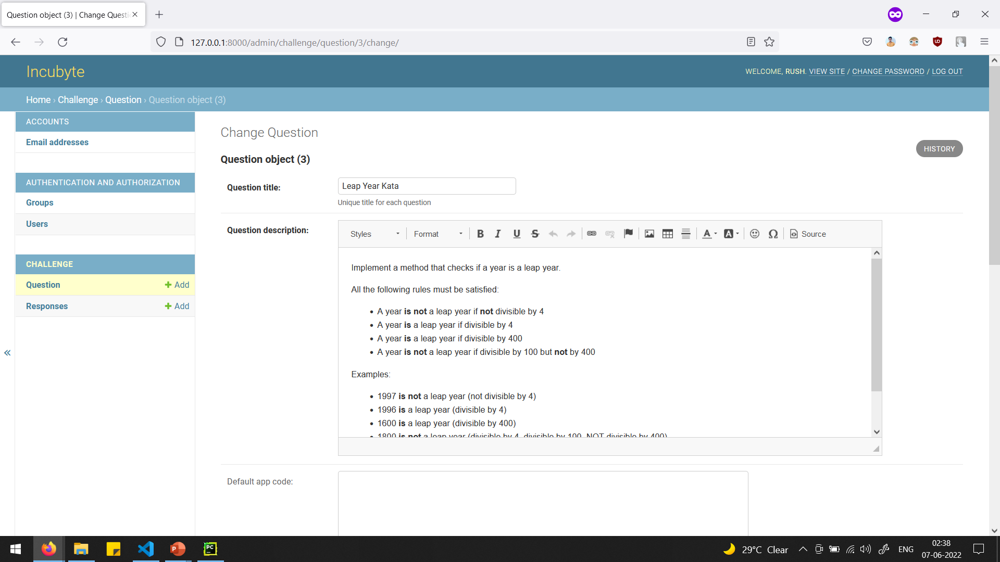 Question object (3) | Change Questi
127.0.0.1:8000/admin/challenge/question/3/change/
Incubyte
WELCOME, RUSH. VIEW SITE / CHANGE PASSWORD / LOG OUT
Home › Challenge › Question › Question object (3)
ACCOUNTS
Email addresses
AUTHENTICATION AND AUTHORIZATION
Groups
Users
CHALLENGE
Question + Add
Responses + Add
«
Change Question
HISTORY
Question object (3)
Question title: Leap Year Kata
Unique title for each question
Question description:
Styles Format B I U S A A Ω Source
Implement a method that checks if a year is a leap year.
All the following rules must be satisfied:
• A year is not a leap year if not divisible by 4
• A year is a leap year if divisible by 4
• A year is a leap year if divisible by 400
• A year is not a leap year if divisible by 100 but not by 400
Examples:
• 1997 is not a leap year (not divisible by 4)
• 1996 is a leap year (divisible by 4)
• 1600 is a leap year (divisible by 400)
• 1800 is not a leap year (divisible by 4, divisible by 100, NOT divisible by 400)
Default app code:
P
PC
29°C Clear
ENG
02:38
07-06-2022